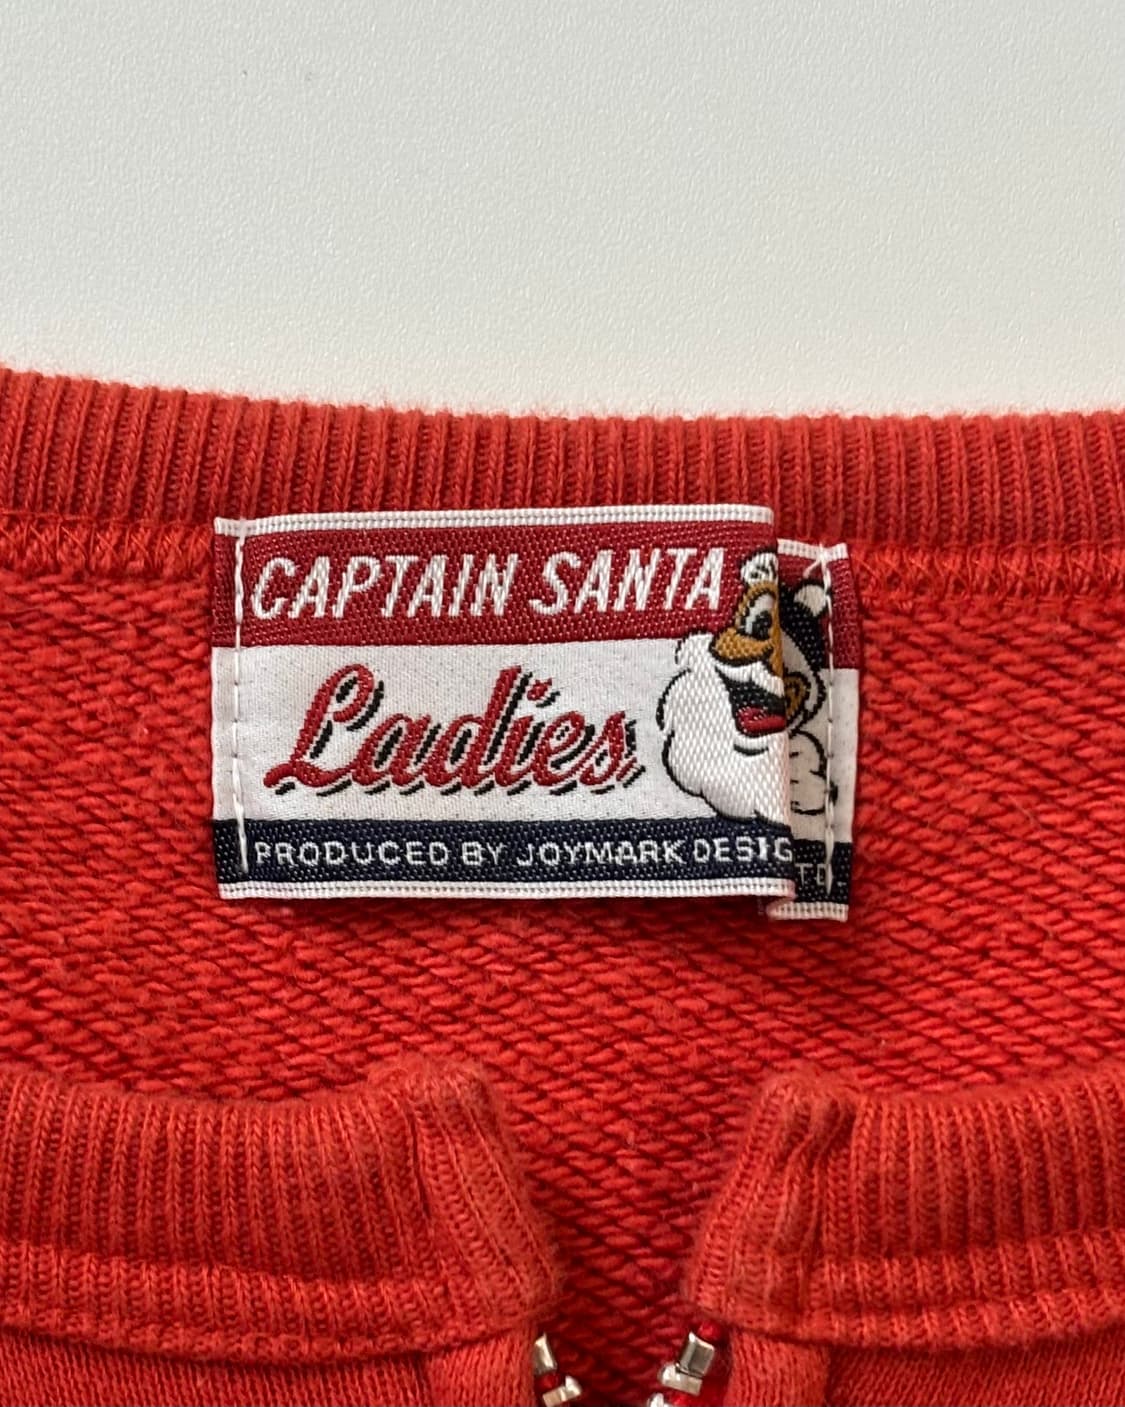 CAPTAIN SANTA
Ladies
PRODUCED BY JOYMARK DESIG